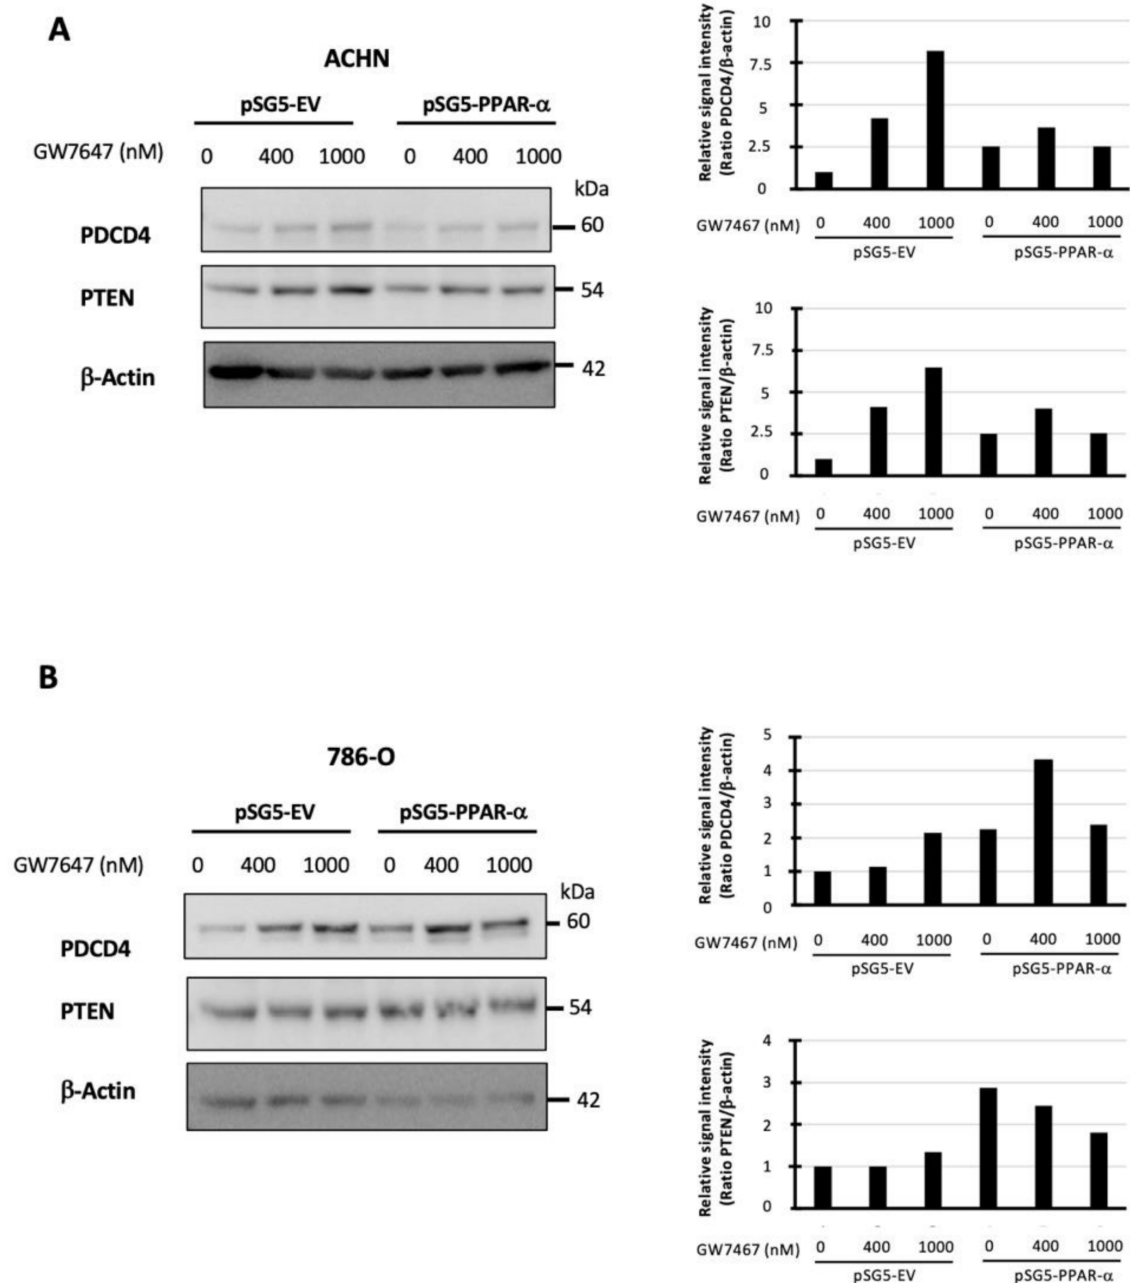 A
ACHN
pSG5-EV
pSG5-PPAR-α
GW7647 (nM)
0 400 1000 0 400 1000
kDa
PDCD4
60
PTEN
54
β-Actin
42
Relative signal intensity
(Ratio PDCD4/β-actin)
10
7.5
5
2.5
0
GW7467 (nM) 0 400 1000 0 400 1000
pSG5-EV pSG5-PPAR-α
Relative signal intensity
(Ratio PTEN/β-actin)
10
7.5
5
2.5
0
GW7467 (nM) 0 400 1000 0 400 1000
pSG5-EV pSG5-PPAR-α
B
786-O
pSG5-EV
pSG5-PPAR-α
GW7647 (nM)
0 400 1000 0 400 1000
kDa
PDCD4
60
PTEN
54
β-Actin
42
Relative signal intensity
(Ratio PDCD4/β-actin)
5
4
3
2
1
0
GW7467 (nM) 0 400 1000 0 400 1000
pSG5-EV pSG5-PPAR-α
Relative signal intensity
(Ratio PTEN/β-actin)
4
3
2
1
0
GW7467 (nM) 0 400 1000 0 400 1000
pSG5-EV pSG5-PPAR-α